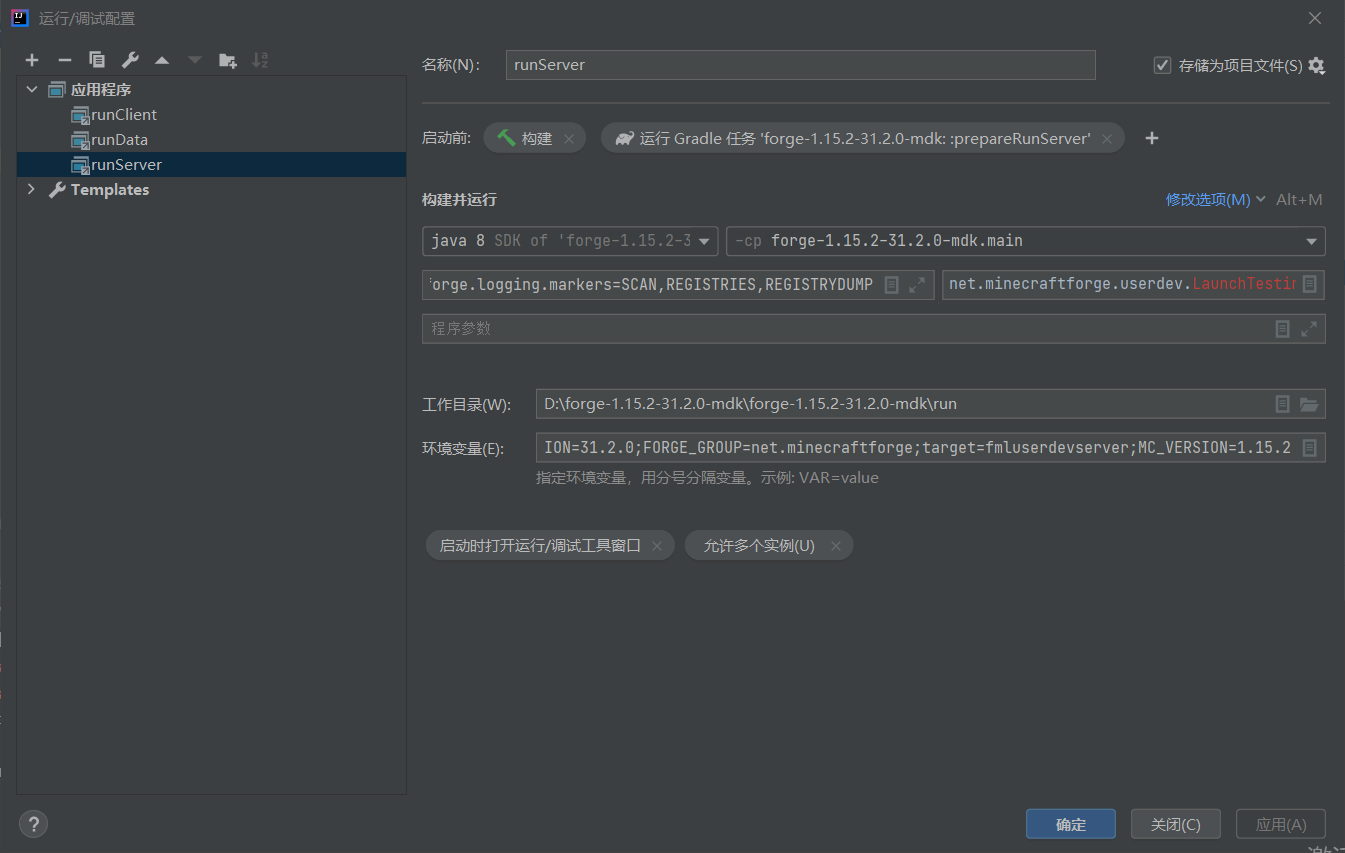 运行/调试配置
名称(N):
runServer
存储为项目文件(S)
应用程序
runClient
runData
runServer
Templates
启动前:
构建
运行 Gradle 任务 'forge-1.15.2-31.2.0-mdk: :prepareRunServer'
构建并运行
修改选项(M)
Alt+M
java 8 SDK of 'forge-1.15.2-3
-cp forge-1.15.2-31.2.0-mdk.main
orge.logging.markers=SCAN,REGISTRIES,REGISTRYDUMP
net.minecraftforge.userdev.LaunchTestin
程序参数
工作目录(W):
D:\forge-1.15.2-31.2.0-mdk\forge-1.15.2-31.2.0-mdk\run
环境变量(E):
ION=31.2.0;FORGE_GROUP=net.minecraftforge;target=fmluserdevserver;MC_VERSION=1.15.2
指定环境变量，用分号分隔变量。示例: VAR=value
启动时打开运行/调试工具窗口
允许多个实例(U)
?
确定
关闭(C)
应用(A)